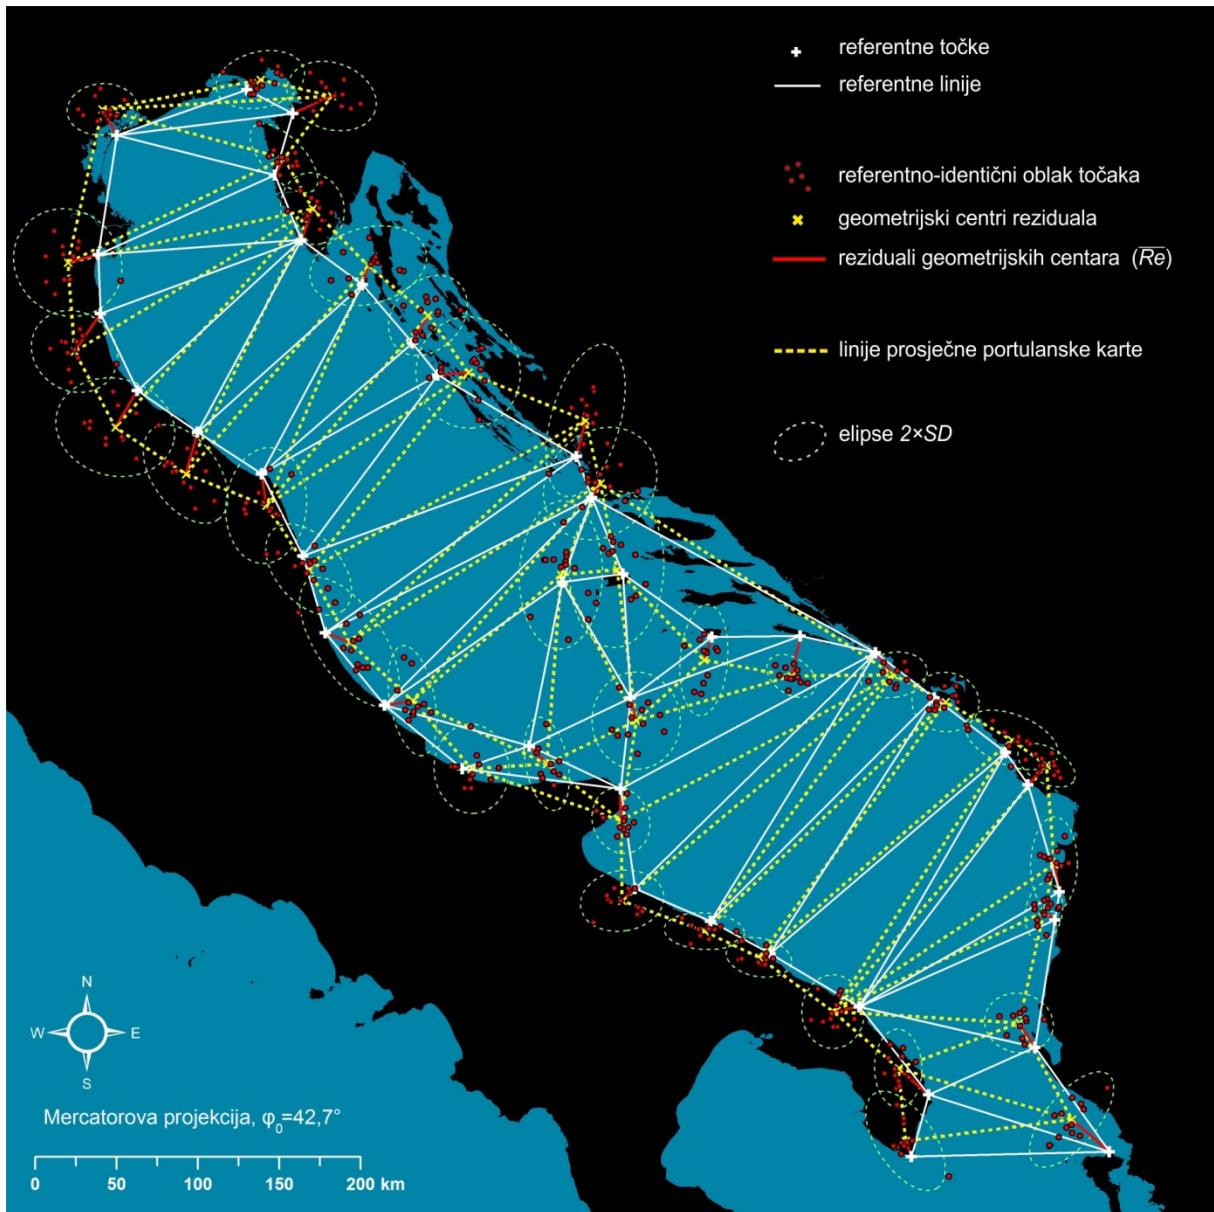 referentne točke
referentne linije
referentno-identični oblak točaka
geometrijski centri reziduala
reziduali geometrijskih centara (R̅e̅)
linije prosječne portulanske karte
elipse 2×SD
N
W E
S
Mercatorova projekcija, φ₀=42,7°
0 50 100 150 200 km